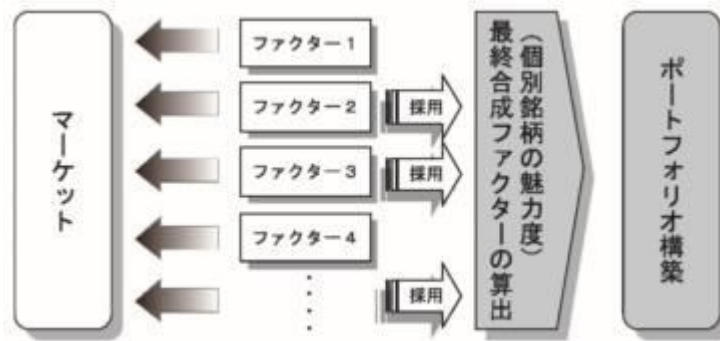 マーケット
ファクター1
ファクター2
採用
ファクター3
採用
ファクター4
・・・・
採用
(個別銘柄の魅力度)
最終合成ファクターの算出
ポートフォリオ構築